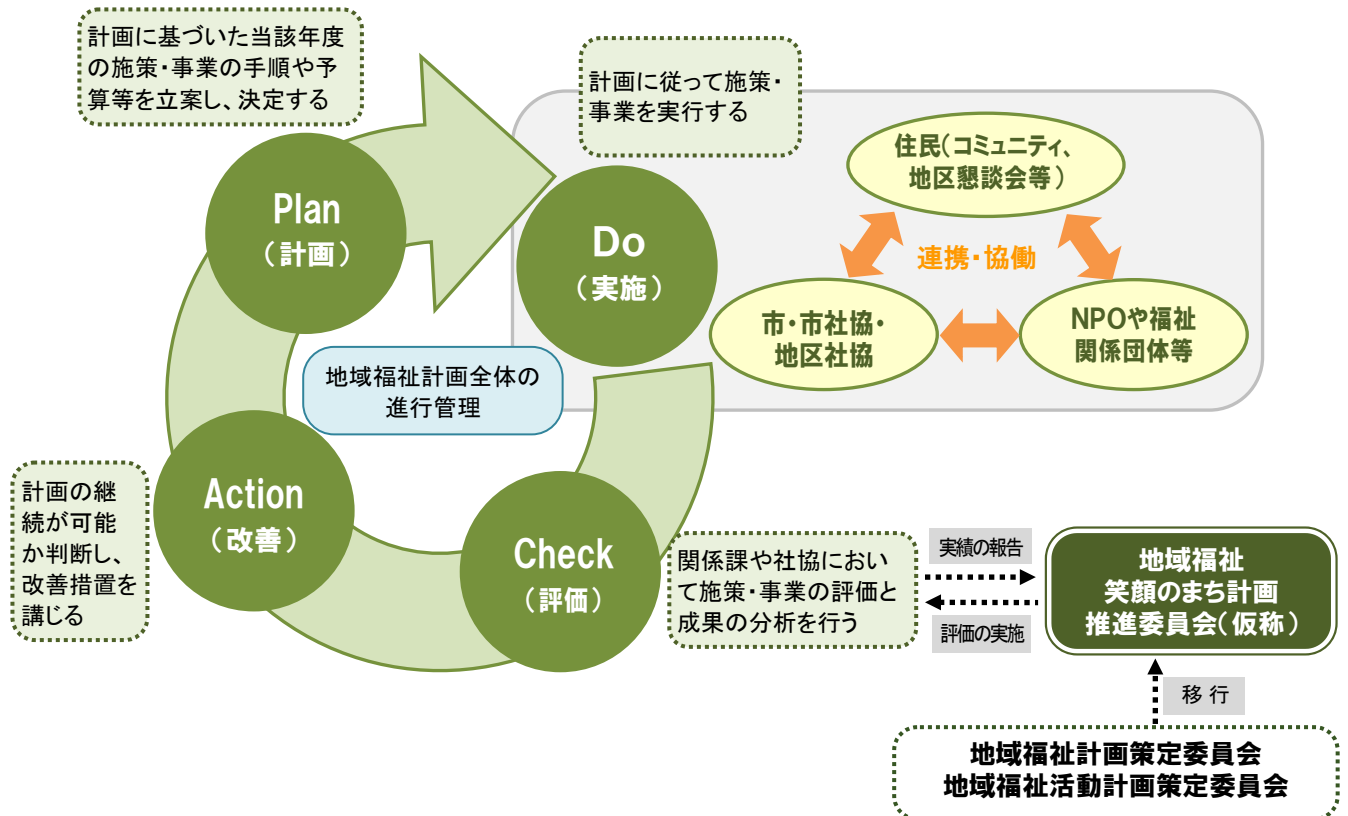 計画に基づいた当該年度
の施策・事業の手順や予
算等を立案し、決定する
計画に従って施策・
事業を実行する
Plan
（計画）
Do
（実施）
住民（コミュニティ、
地区懇談会等）
連携・協働
市・市社協・
地区社協
NPOや福祉
関係団体等
地域福祉計画全体の
進行管理
Action
（改善）
計画の継
続が可能
か判断し、
改善措置を
講じる
Check
（評価）
関係課や社協におい
て施策・事業の評価と
成果の分析を行う
実績の報告
評価の実施
地域福祉
笑顔のまち計画
推進委員会（仮称）
移 行
地域福祉計画策定委員会
地域福祉活動計画策定委員会